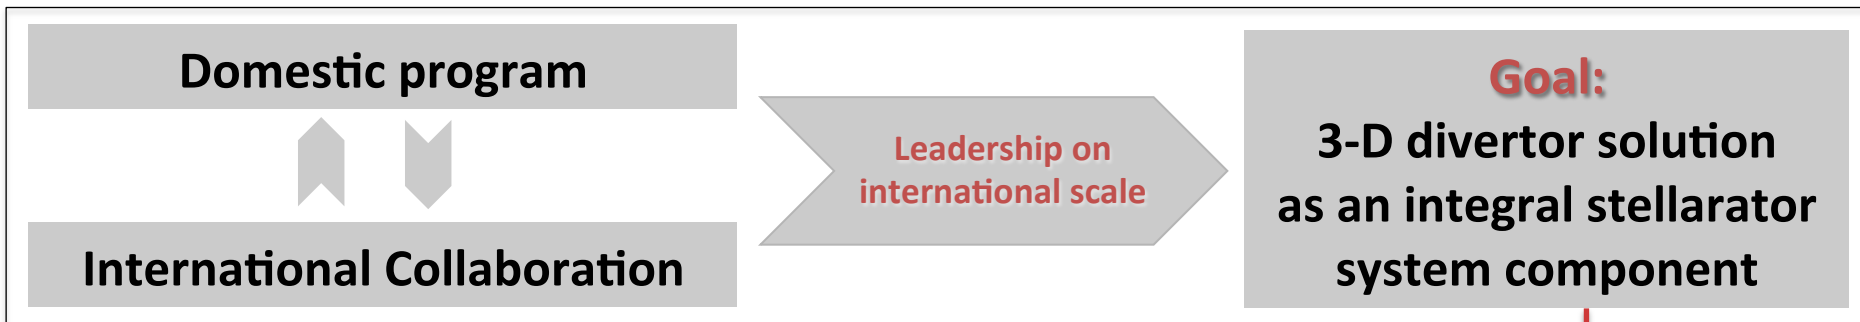 Domestic program
International Collaboration
Leadership on
international scale
Goal:
3-D divertor solution
as an integral stellarator
system component